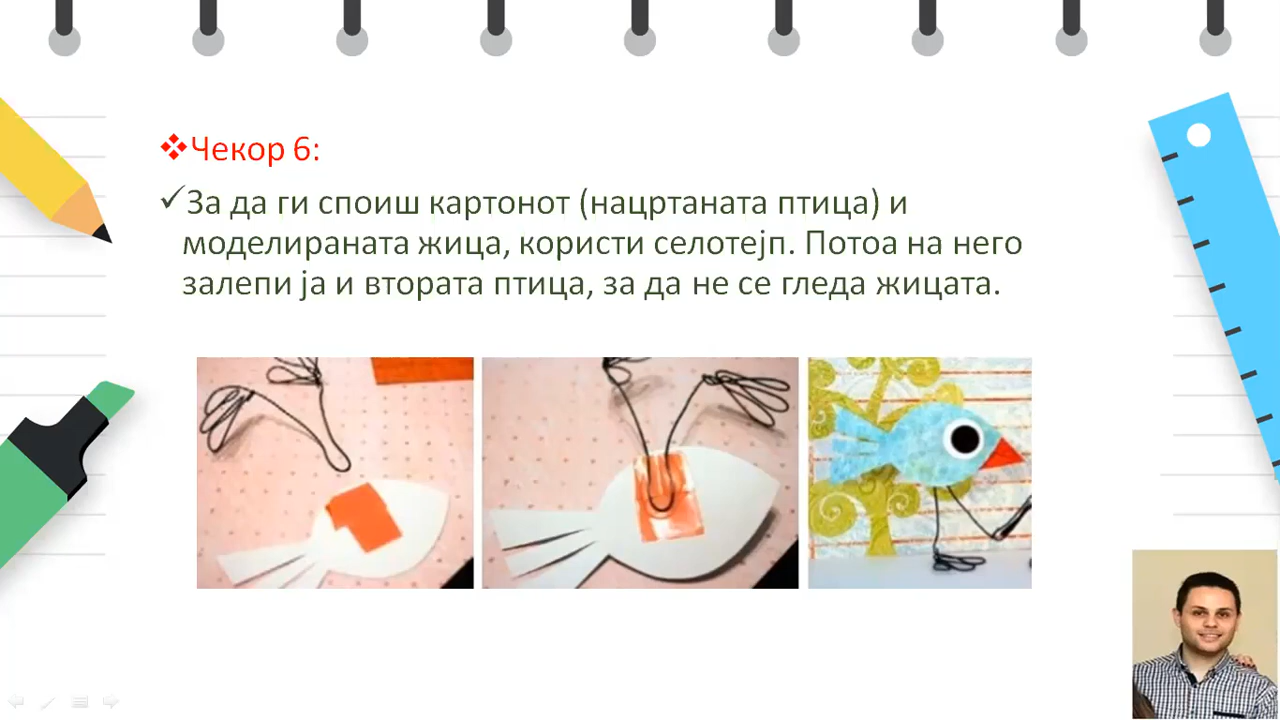 Чекор 6:
За да ги споиш картонот (нацртаната птица) и
моделираната жица, користи селотејп. Потоа на него
залепи ја и втората птица, за да не се гледа жицата.